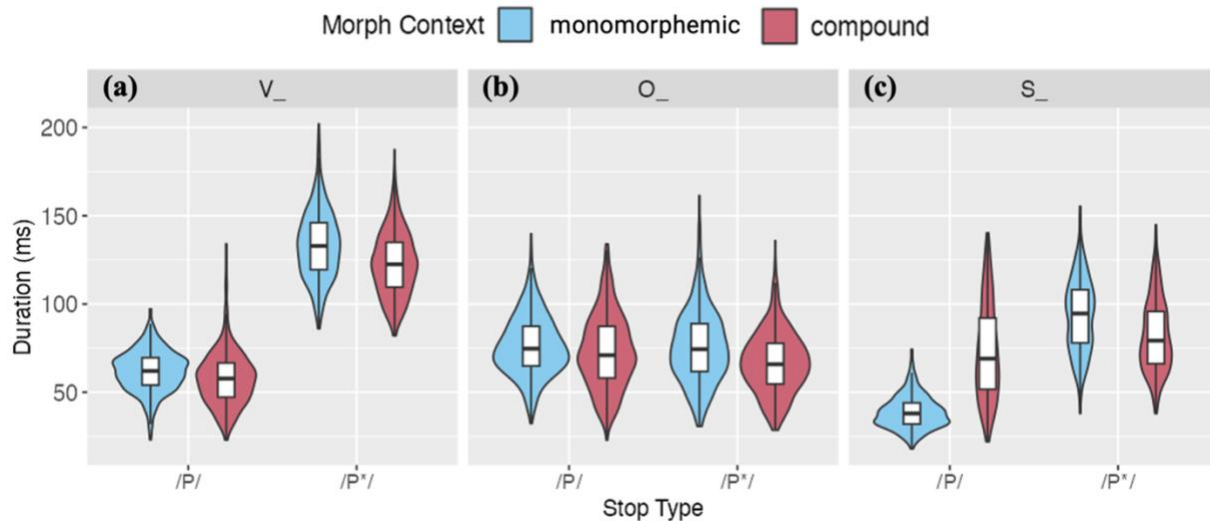 Morph Context monomorphemic compound
(a) V_ (b) O_ (c) S_
200
150
100
50
Duration (ms)
/P/ /P*/ /P/ /P*/ /P/ /P*/
Stop Type